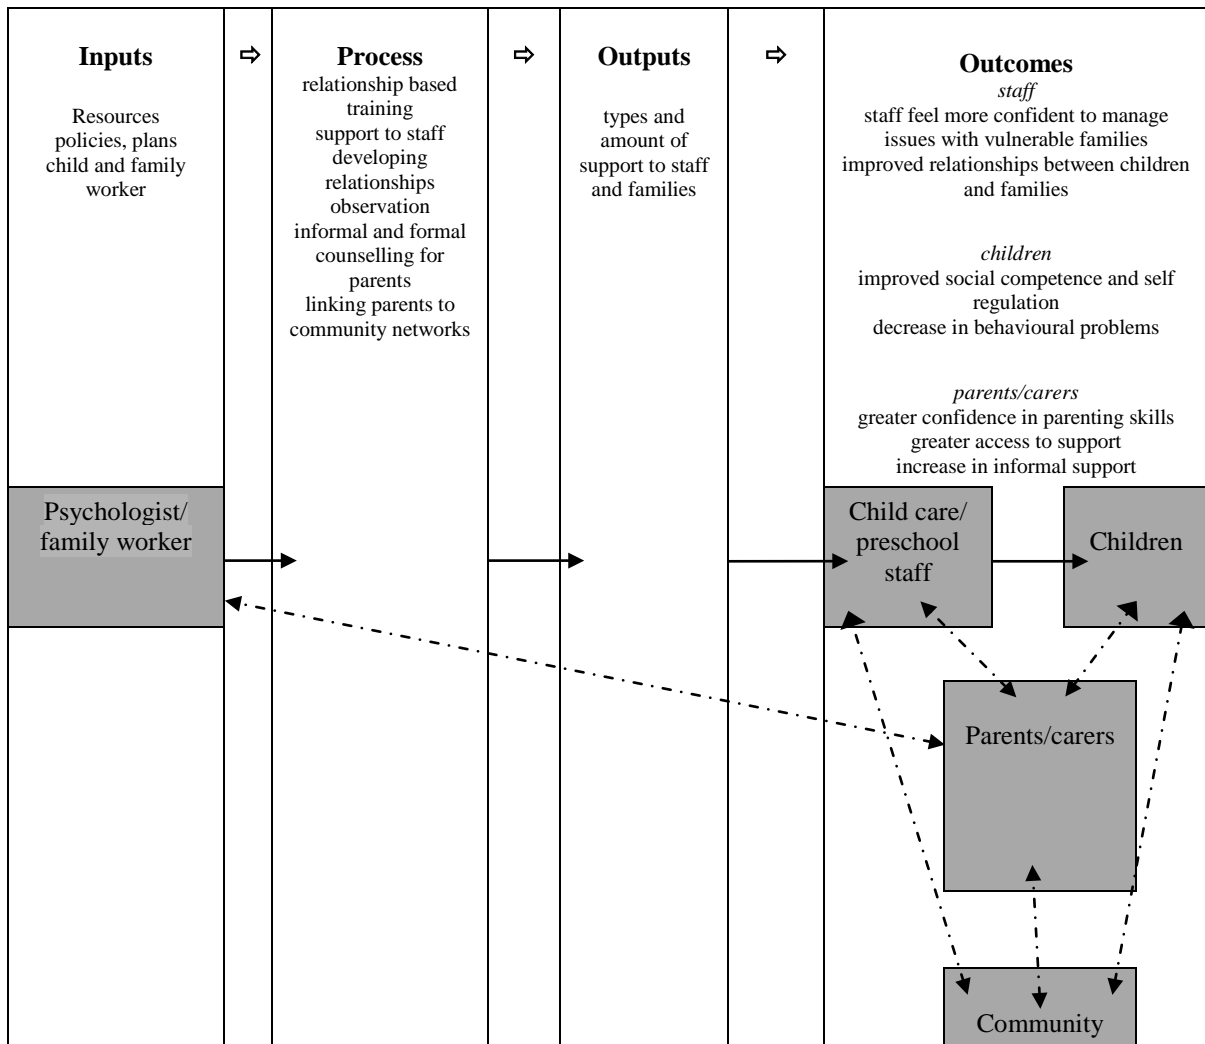 Inputs
Resources
policies, plans
child and family
worker
⇨
Process
relationship based
training
support to staff
developing
relationships
observation
informal and formal
counselling for
parents
linking parents to
community networks
⇨
Outputs
types and
amount of
support to staff
and families
⇨
Outcomes
staff
staff feel more confident to manage
issues with vulnerable families
improved relationships between children
and families
children
improved social competence and self
regulation
decrease in behavioural problems
parents/carers
greater confidence in parenting skills
greater access to support
increase in informal support
Psychologist/
family worker
Child care/
preschool
staff
Children
Parents/carers
Community